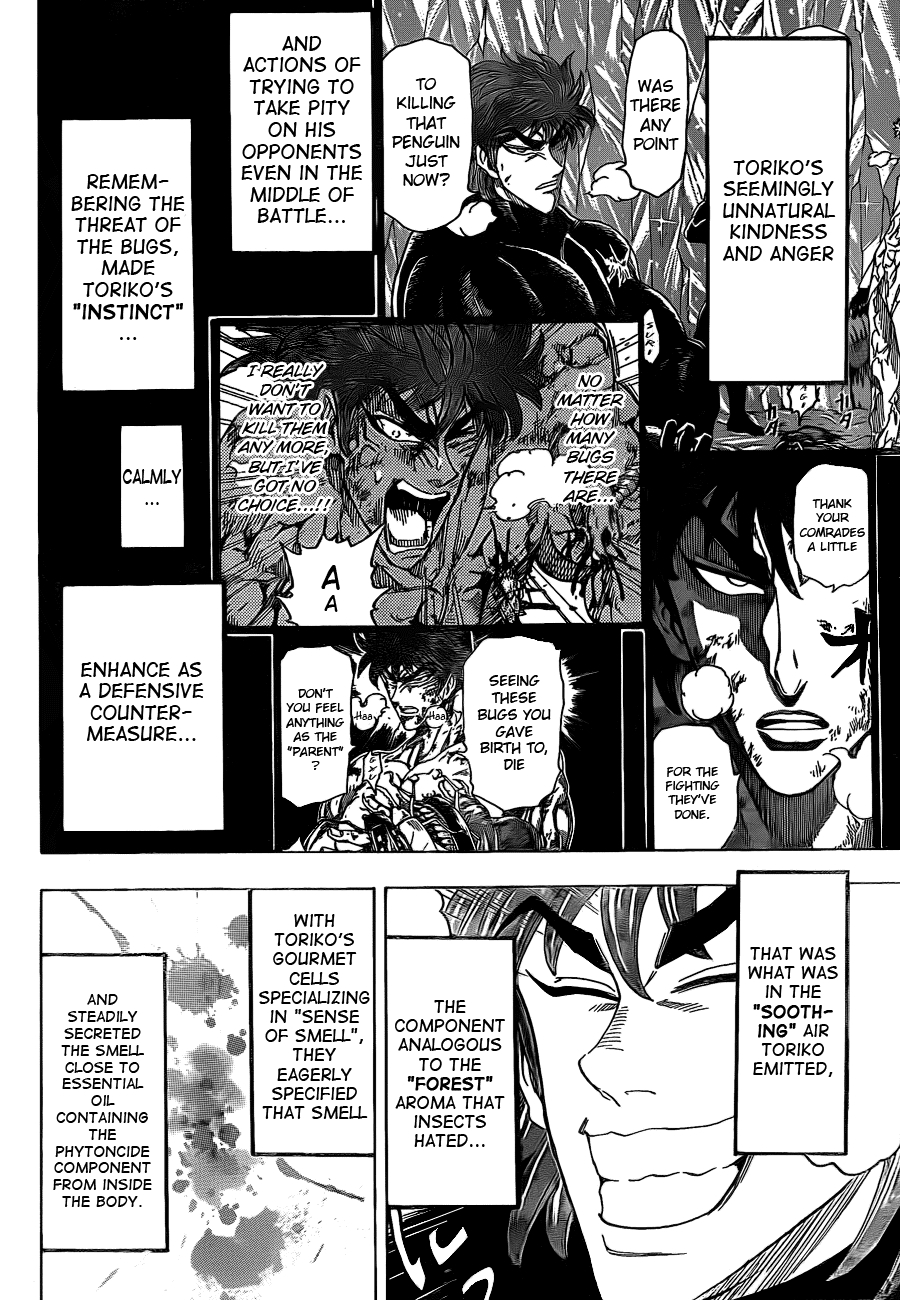 TORIKO'S
SEEMINGLY
UNNATURAL
KINDNESS
AND ANGER
WAS
THERE
ANY
POINT
TO
KILLING
THAT
PENGUIN
JUST
NOW?
AND
ACTIONS OF
TRYING TO
TAKE PITY
ON HIS
OPPONENTS
EVEN IN THE
MIDDLE OF
BATTLE...
REMEM-
BERING THE
THREAT OF
THE BUGS,
MADE
TORIKO'S
"INSTINCT"
...
NO
MATTER
HOW
MANY
BUGS
THERE
ARE...
I REALLY
DON'T
WANT TO
KILL THEM
ANY MORE,
BUT I'VE
GOT NO
CHOICE...!!
A
A
THANK
YOUR
COMRADES
A LITTLE
FOR THE
FIGHTING
THEY'VE
DONE.
SEEING
THESE
BUGS YOU
GAVE
BIRTH TO,
DIE
Haa
Haa
DON'T
YOU FEEL
ANYTHING
AS THE
"PARENT"
?
CALMLY
...
ENHANCE AS
A DEFENSIVE
COUNTER-
MEASURE...
THAT WAS
WHAT WAS
IN THE
"SOOTH-
ING" AIR
TORIKO
EMITTED,
THE
COMPONENT
ANALOGOUS
TO THE
"FOREST"
AROMA THAT
INSECTS
HATED...
WITH
TORIKO'S
GOURMET
CELLS
SPECIALIZING
IN "SENSE
OF SMELL",
THEY
EAGERLY
SPECIFIED
THAT SMELL
AND
STEADILY
SECRETED
THE SMELL
CLOSE TO
ESSENTIAL
OIL
CONTAINING
THE
PHYTONCIDE
COMPONENT
FROM INSIDE
THE BODY.